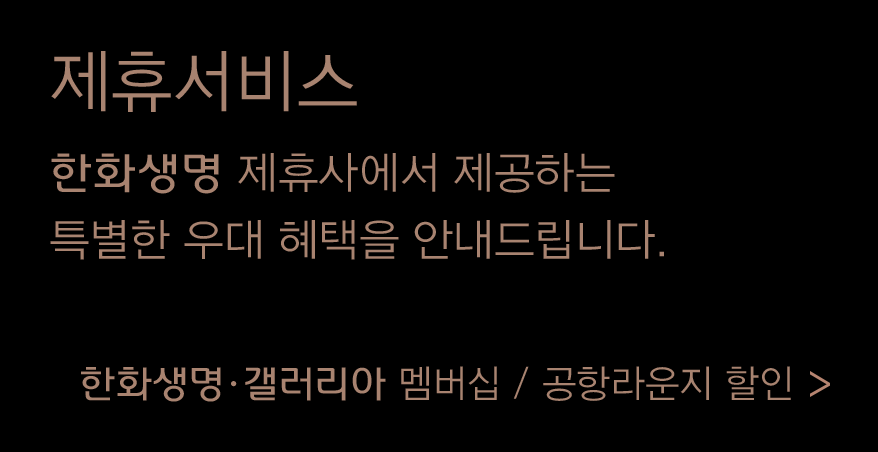 제휴서비스
한화생명 제휴사에서 제공하는
특별한 우대 혜택을 안내드립니다.
한화생명·갤러리아 멤버십 / 공항라운지 할인 >